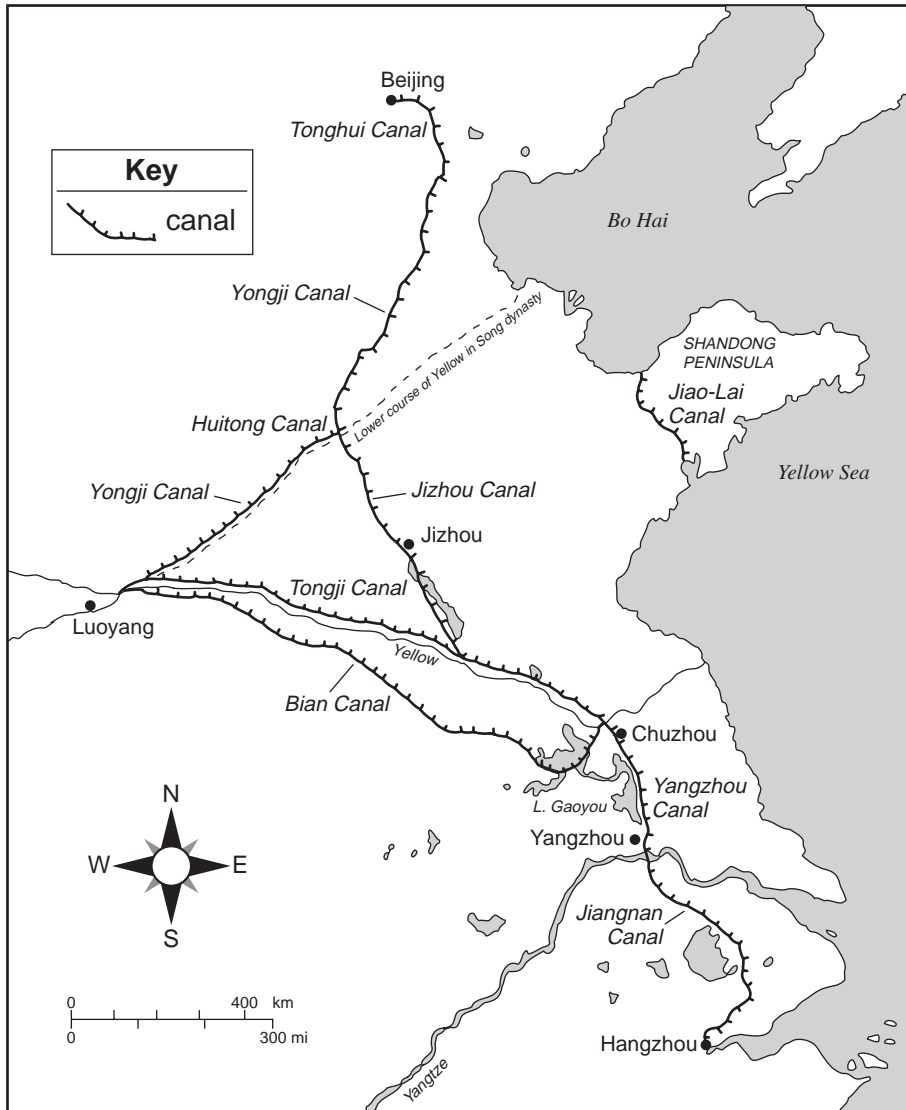 Beijing
Tonghui Canal
Key
canal
Bo Hai
Yongji Canal
Lower course of Yellow in Song dynasty
SHANDONG
PENINSULA
Jiao-Lai
Canal
Huitong Canal
Yellow Sea
Yongji Canal
Jizhou Canal
Jizhou
Tongji Canal
Luoyang
Yellow
Bian Canal
Chuzhou
Yangzhou
Canal
L. Gaoyou
Yangzhou
N
W
E
S
Jiangnan
Canal
0 400 km
0 300 mi
Hangzhou
Yangtze